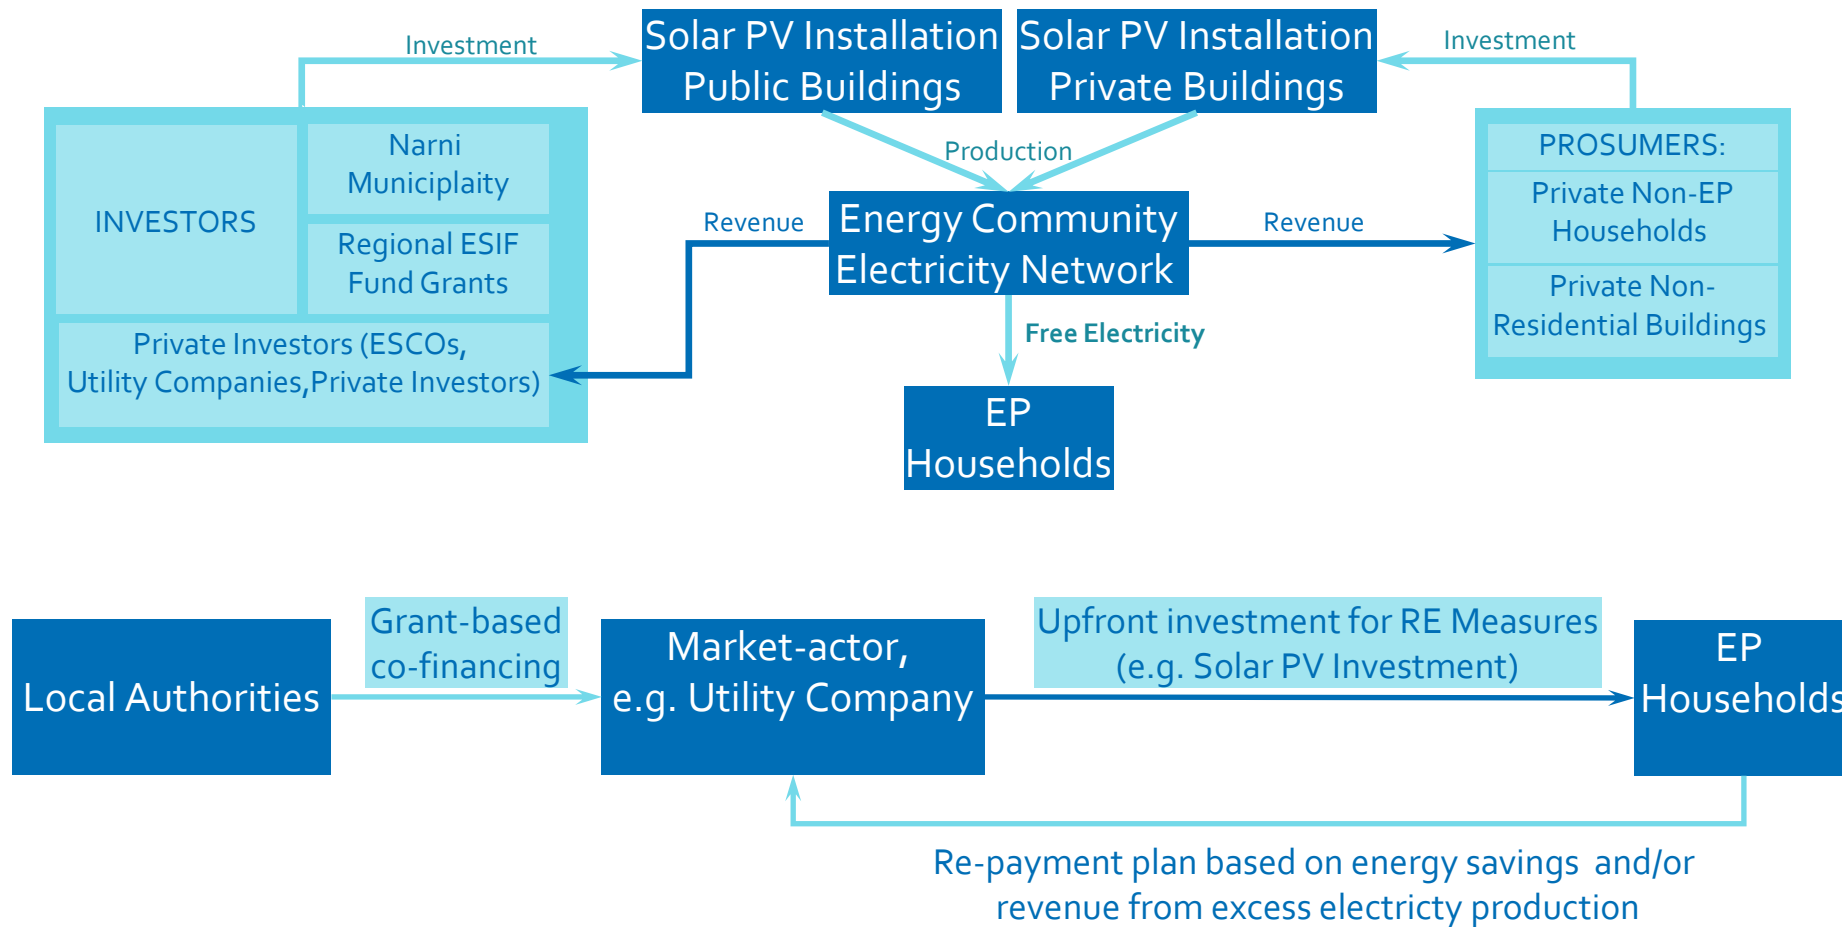 Investment
Solar PV Installation
Public Buildings
Solar PV Installation
Private Buildings
Investment
INVESTORS
Narni
Municiplaity
Regional ESIF
Fund Grants
Private Investors (ESCOs,
Utility Companies,Private Investors)
Production
Revenue
Energy Community
Electricity Network
Revenue
PROSUMERS:
Private Non-EP
Households
Private Non-
Residential Buildings
Free Electricity
EP
Households
Local Authorities
Grant-based
co-financing
Market-actor,
e.g. Utility Company
Upfront investment for RE Measures
(e.g. Solar PV Investment)
EP
Households
Re-payment plan based on energy savings and/or
revenue from excess electricty production